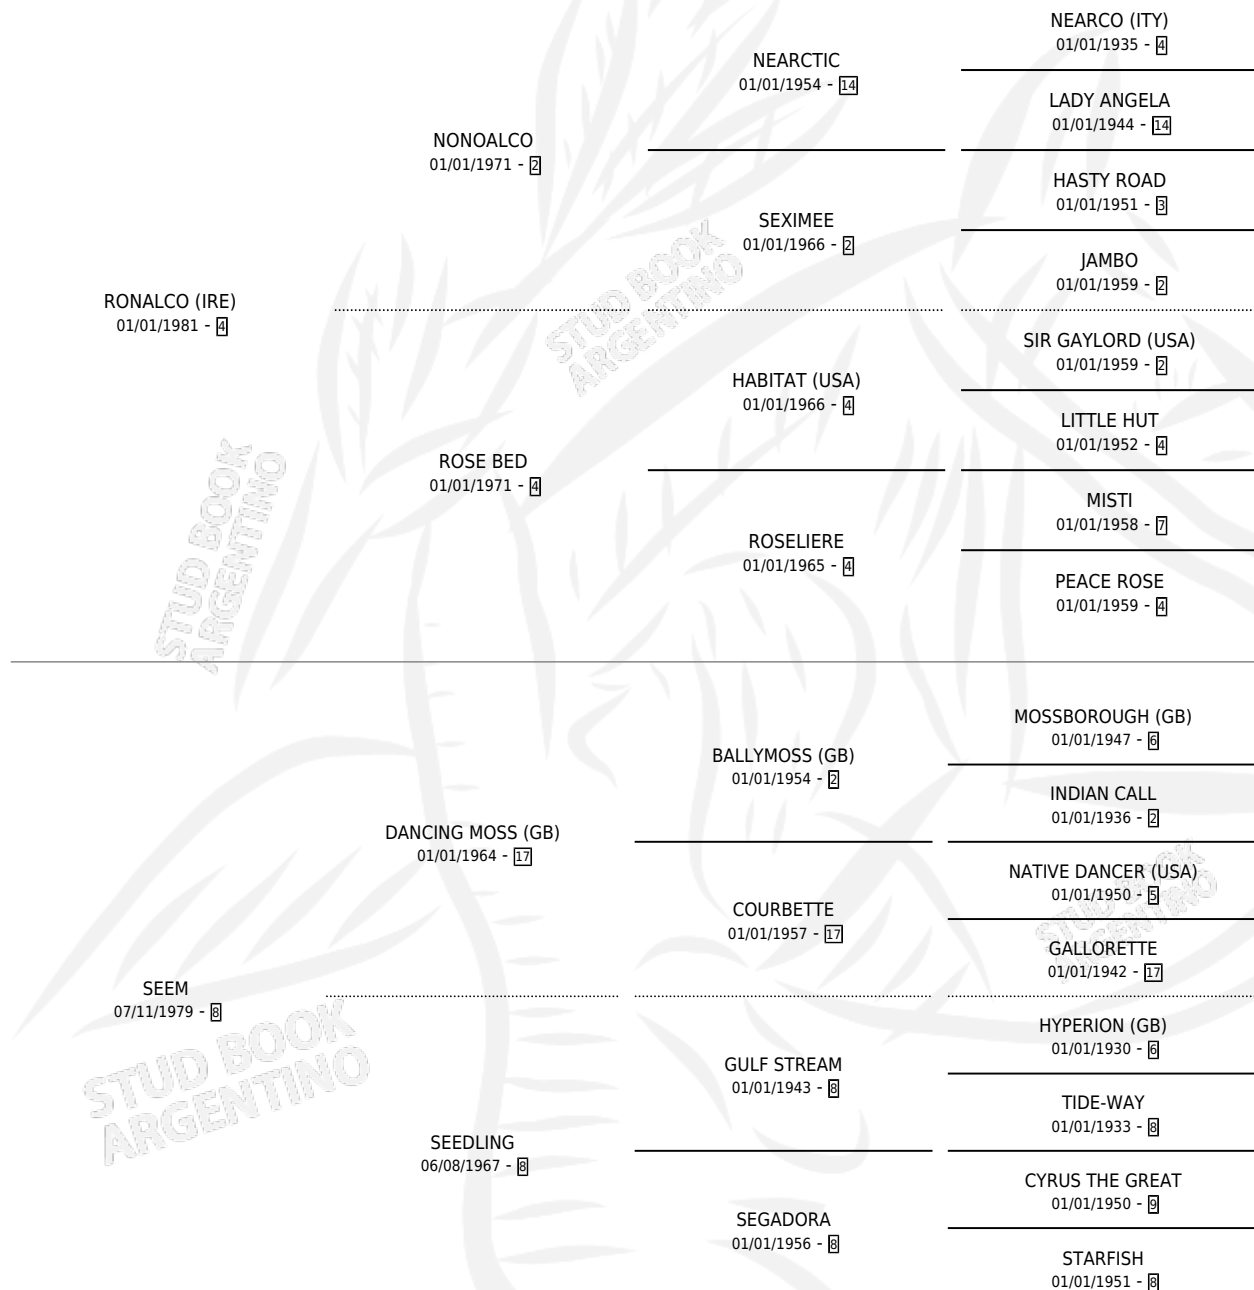 NEARCO (ITY)
01/01/1935 - 4
NEARCTIC
01/01/1954 - 14
LADY ANGELA
01/01/1944 - 14
NONOALCO
01/01/1971 - 2
HASTY ROAD
01/01/1951 - 3
SEXIMEE
01/01/1966 - 2
JAMBO
01/01/1959 - 2
RONALCO (IRE)
01/01/1981 - 4
SIR GAYLORD (USA)
01/01/1959 - 2
HABITAT (USA)
01/01/1966 - 4
LITTLE HUT
01/01/1952 - 4
ROSE BED
01/01/1971 - 4
MISTI
01/01/1958 - 7
ROSELIERE
01/01/1965 - 4
PEACE ROSE
01/01/1959 - 4
MOSSBOROUGH (GB)
01/01/1947 - 6
BALLYMOSS (GB)
01/01/1954 - 2
INDIAN CALL
01/01/1936 - 2
DANCING MOSS (GB)
01/01/1964 - 17
NATIVE DANCER (USA)
01/01/1950 - 5
COURBETTE
01/01/1957 - 17
GALLORETTE
01/01/1942 - 17
SEEM
07/11/1979 - 8
HYPERION (GB)
01/01/1930 - 6
GULF STREAM
01/01/1943 - 8
TIDE-WAY
01/01/1933 - 8
SEEDLING
06/08/1967 - 8
CYRUS THE GREAT
01/01/1950 - 9
SEGADORA
01/01/1956 - 8
STARFISH
01/01/1951 - 8
STUD BOOK
ARGENTINO
STUD BOOK
ARGENTINO
STUD BOOK
ARGENTINO
STUD BOOK
ARGENTINO